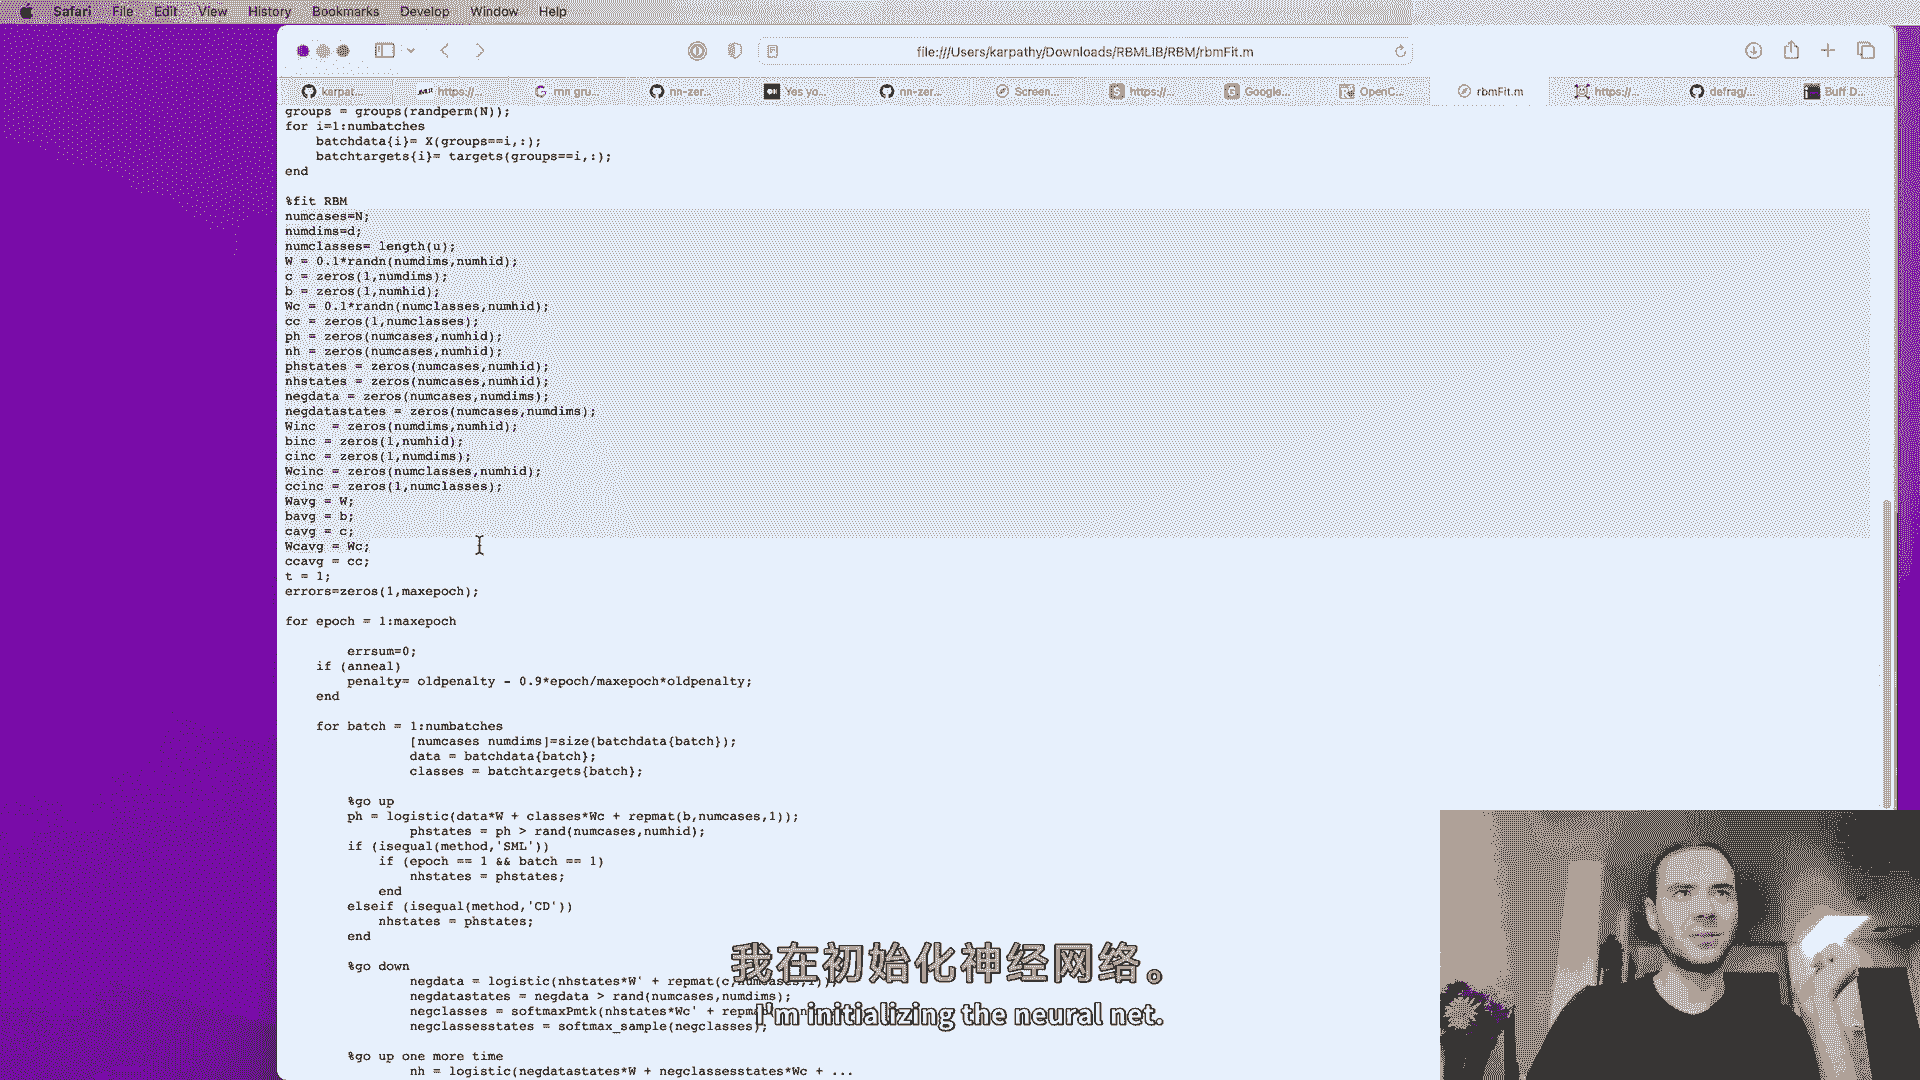 Safari File Edit View History Bookmarks Develop Window Help
file:///Users/karpathy/Downloads/RBMLIB/RBM/rbmFit.m
karpat... https://... rnn gru... nn-zer... Yes yo... nn-zer... Screen... https://... Google... OpenC... rbmFit.m https://... defrag/... Buff D...
groups = groups(randperm(N));
for i=1:numbatches
    batchdata{i}= X(groups==i,:);
    batchtargets{i}= targets(groups==i,:);
end
%fit RBM
numcases=N;
numdims=d;
numclasses= length(u);
W = 0.1*randn(numdims,numhid);
c = zeros(1,numdims);
b = zeros(1,numhid);
Wc = 0.1*randn(numclasses,numhid);
cc = zeros(1,numclasses);
ph = zeros(numcases,numhid);
nh = zeros(numcases,numhid);
phstates = zeros(numcases,numhid);
nhstates = zeros(numcases,numhid);
negdata = zeros(numcases,numdims);
negdatastates = zeros(numcases,numdims);
Winc  = zeros(numdims,numhid);
binc = zeros(1,numhid);
cinc = zeros(1,numdims);
Wcinc = zeros(numclasses,numhid);
ccinc = zeros(1,numclasses);
Wavg = W;
bavg = b;
cavg = c;
Wcavg = Wc;
ccavg = cc;
t = 1;
errors=zeros(1,maxepoch);
for epoch = 1:maxepoch
        errsum=0;
    if (anneal)
        penalty= oldpenalty - 0.9*epoch/maxepoch*oldpenalty;
    end
    for batch = 1:numbatches
                [numcases numdims]=size(batchdata{batch});
                data = batchdata{batch};
                classes = batchtargets{batch};
        %go up
        ph = logistic(data*W + classes*Wc + repmat(b,numcases,1));
                phstates = ph > rand(numcases,numhid);
        if (isequal(method,'SML'))
            if (epoch == 1 && batch == 1)
                nhstates = phstates;
            end
        elseif (isequal(method,'CD'))
            nhstates = phstates;
        end
        %go down
                negdata = logistic(nhstates*W' + repmat(c,numcases,1));
                negdatastates = negdata > rand(numcases,numdims);
                negclasses = softmaxPmtk(nhstates*Wc' +
                negclassesstates = softmax_sample(negclasses);
        %go up one more time
                nh = logistic(negdatastates*W + negclassesstates*Wc + ...
我在初始化神经网络。
I'm initializing the neural net.